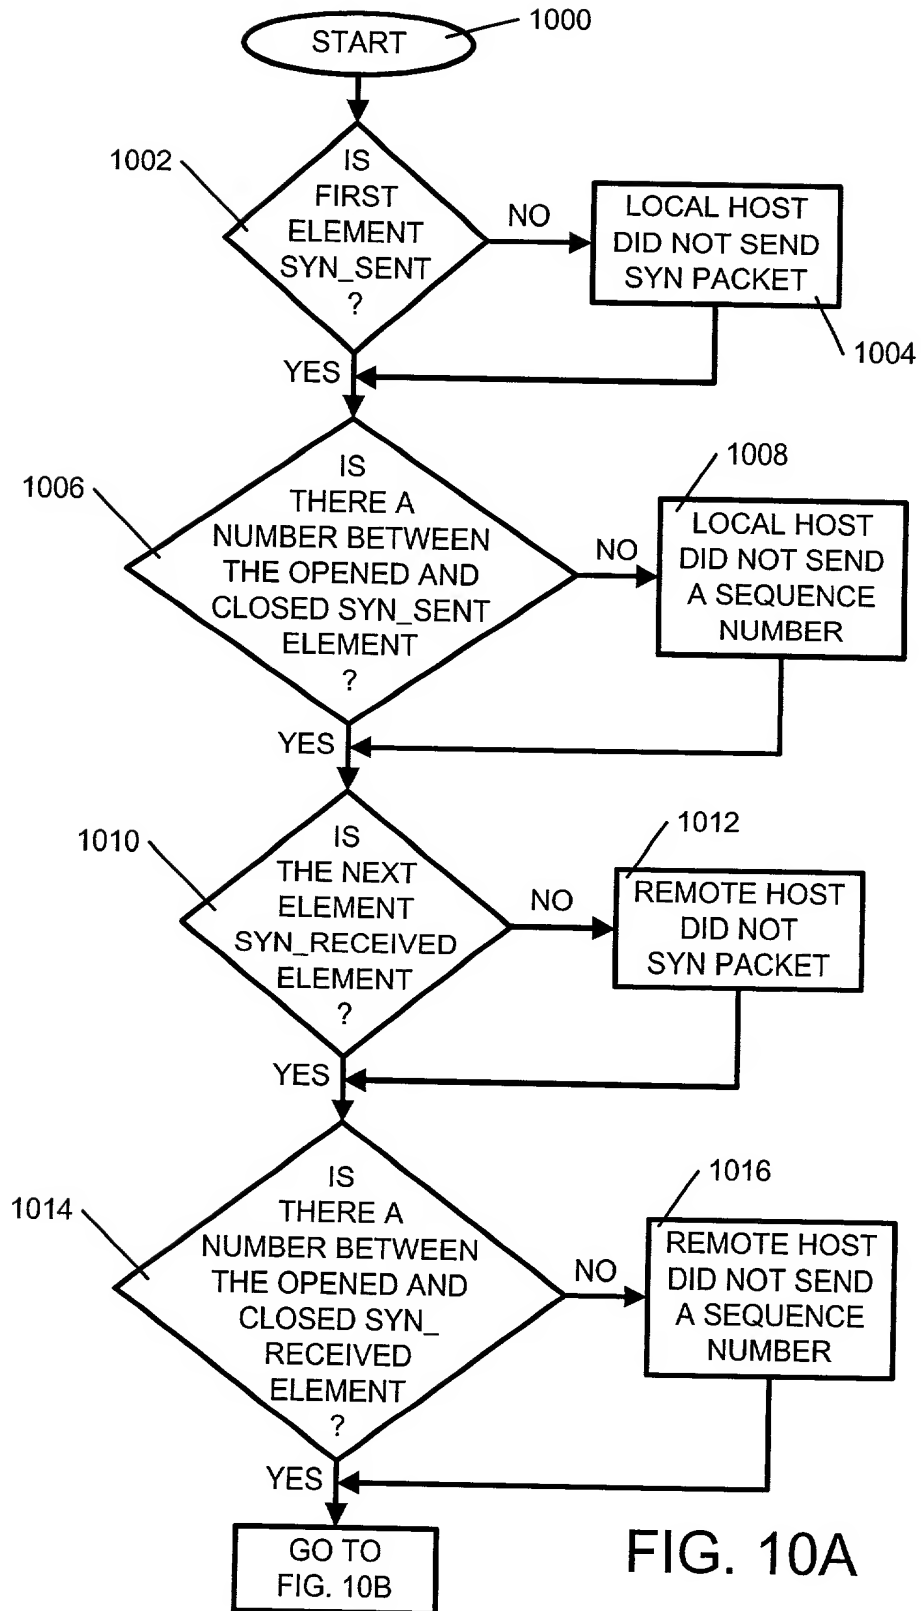 START
1000
1002
IS
FIRST
ELEMENT
SYN_SENT
?
NO
LOCAL HOST
DID NOT SEND
SYN PACKET
1004
YES
1006
IS
THERE A
NUMBER BETWEEN
THE OPENED AND
CLOSED SYN_SENT
ELEMENT
?
NO
1008
LOCAL HOST
DID NOT SEND
A SEQUENCE
NUMBER
YES
1010
IS
THE NEXT
ELEMENT
SYN_RECEIVED
ELEMENT
?
NO
1012
REMOTE HOST
DID NOT
SYN PACKET
YES
1014
IS
THERE A
NUMBER BETWEEN
THE OPENED AND
CLOSED SYN_
RECEIVED
ELEMENT
?
NO
1016
REMOTE HOST
DID NOT SEND
A SEQUENCE
NUMBER
YES
GO TO
FIG. 10B
FIG. 10A